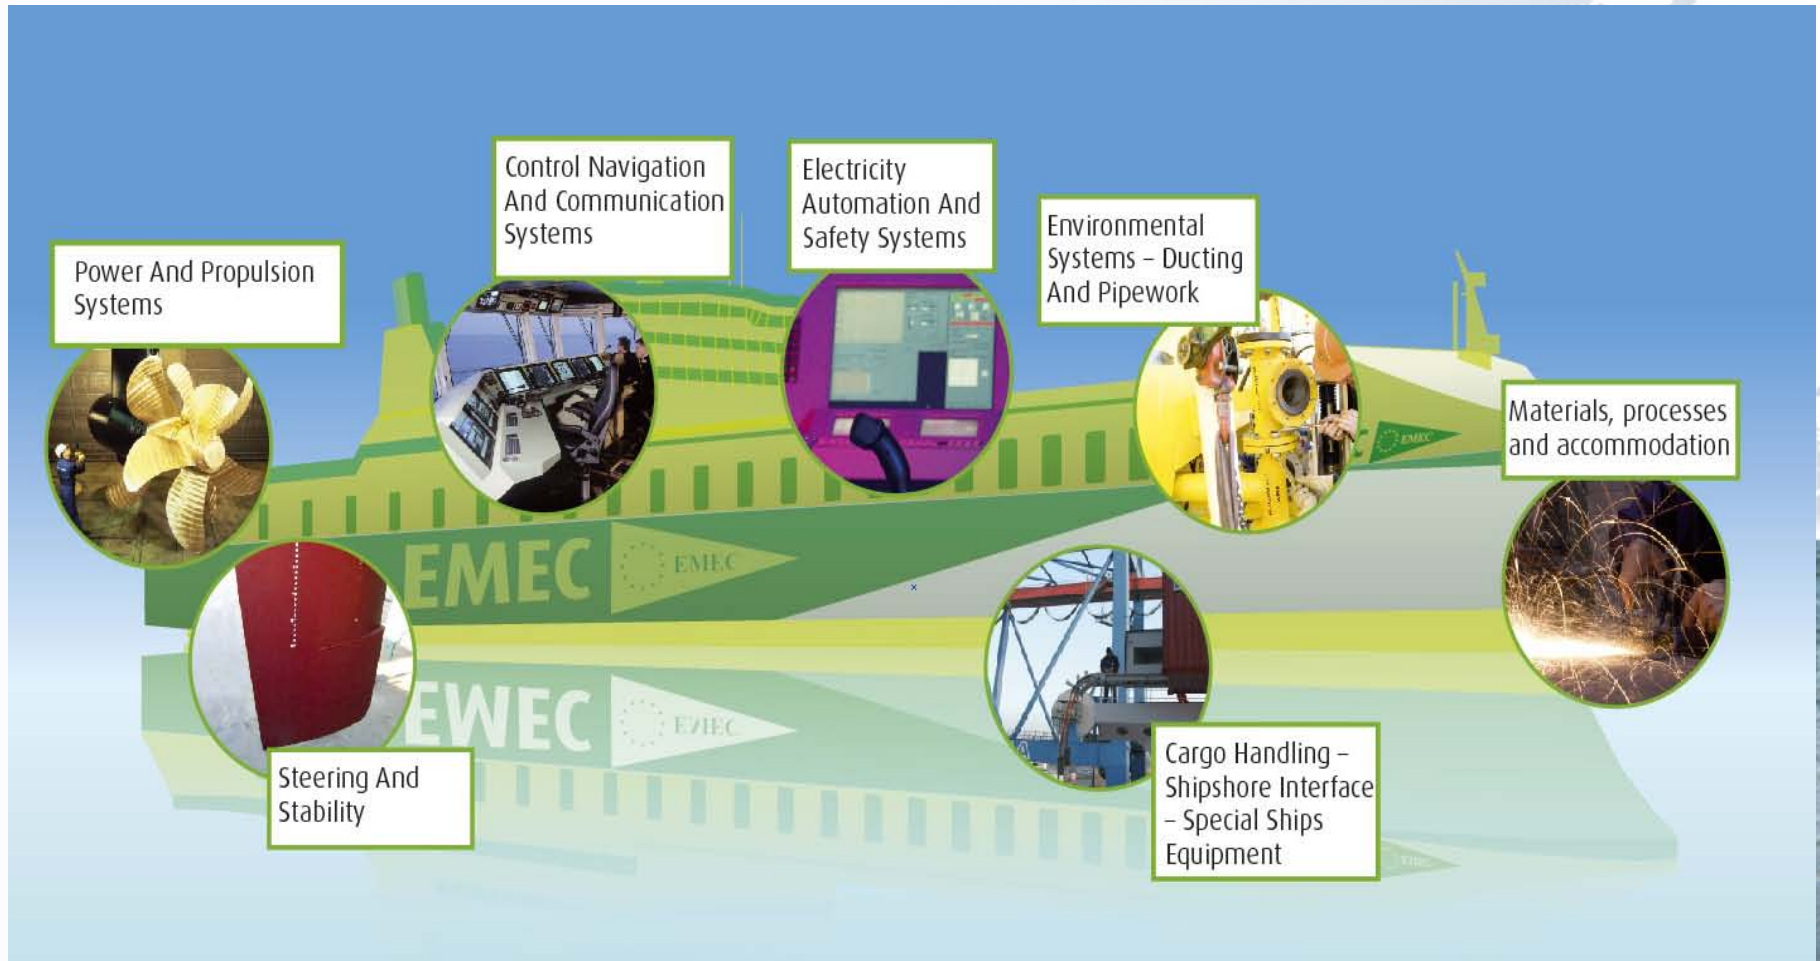 Control Navigation
And Communication
Systems
Electricity
Automation And
Safety Systems
Environmental
Systems – Ducting
And Pipework
Power And Propulsion
Systems
Materials, processes
and accommodation
EMEC
EMEC
EMEC
Steering And
Stability
Cargo Handling –
Shipshore Interface
– Special Ships
Equipment